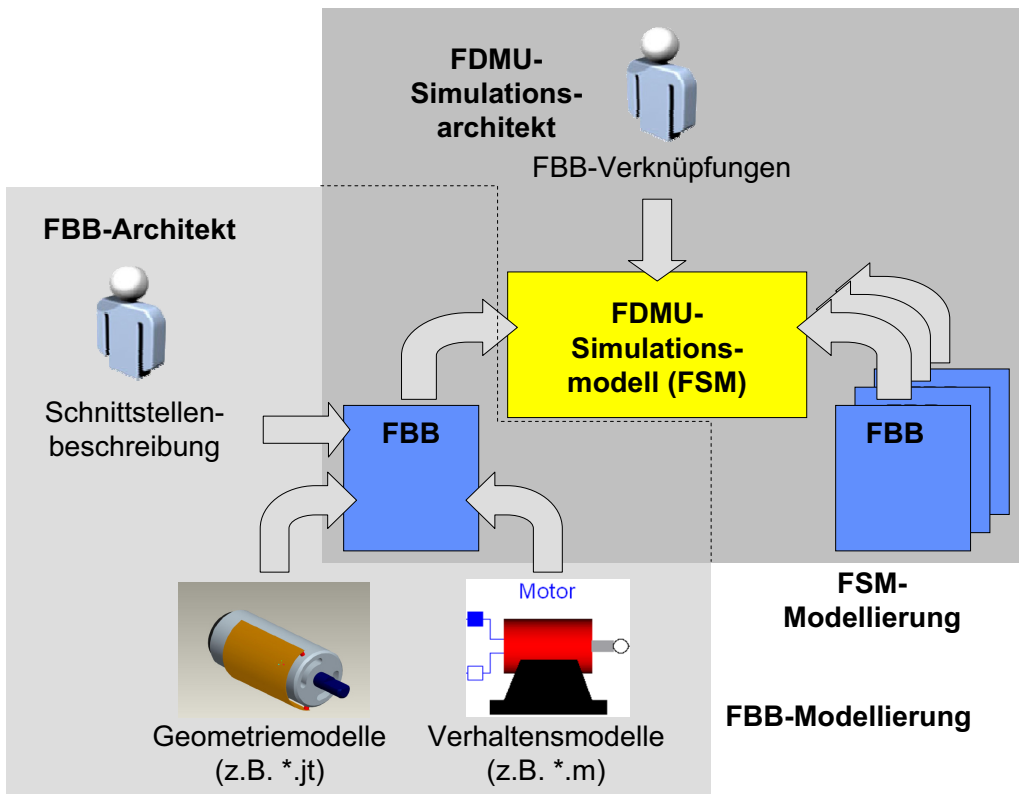 FDMU-
Simulations-
architekt
FBB-Verknüpfungen
FBB-Architekt
Schnittstellen-
beschreibung
FDMU-
Simulations-
modell (FSM)
FBB
FBB
Motor
Geometriemodelle
(z.B. *.jt)
Verhaltensmodelle
(z.B. *.m)
FSM-
Modellierung
FBB-Modellierung